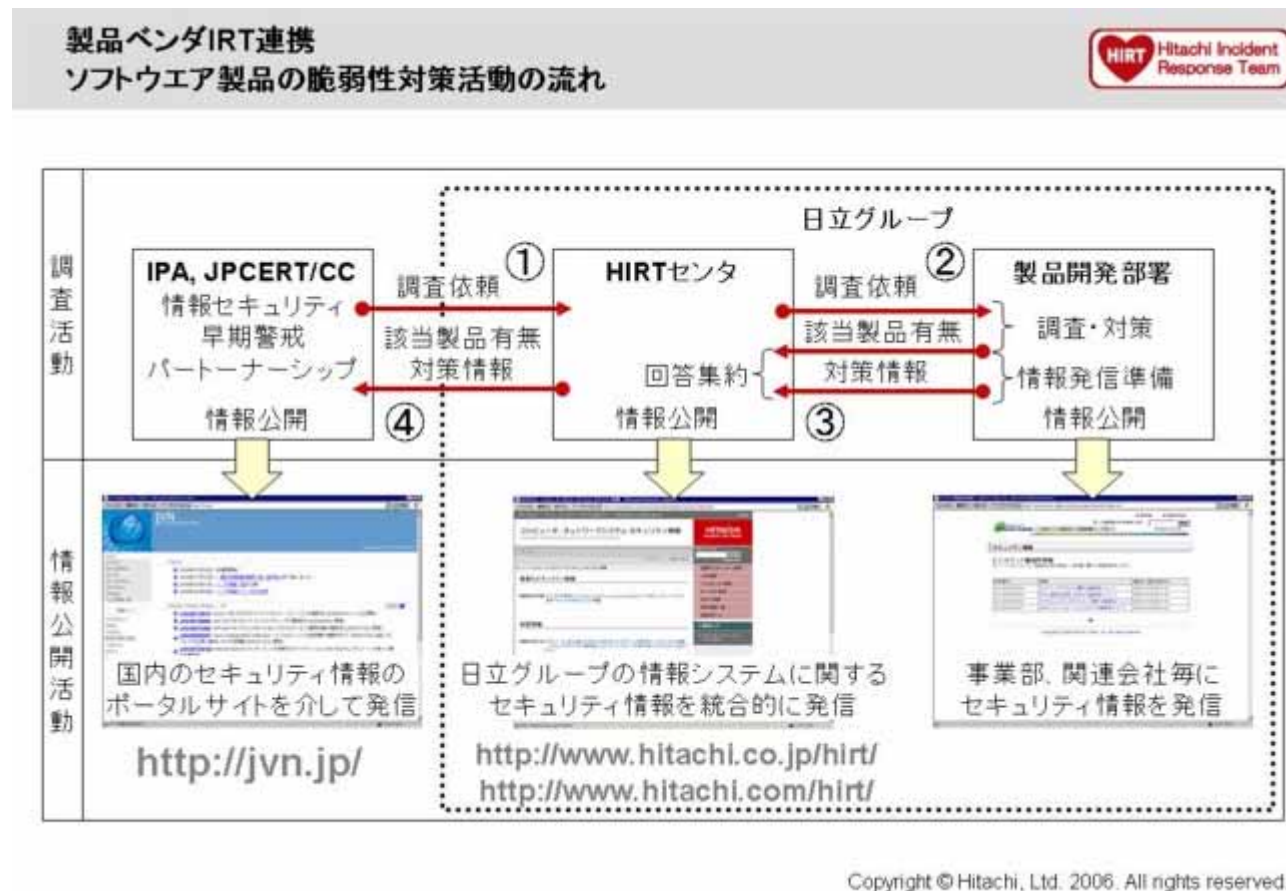 製品ベンダIRT連携
ソフトウエア製品の脆弱性対策活動の流れ
HIRT
Hitachi Incident
Response Team
調査活動
日立グループ
IPA, JPCERT/CC
情報セキュリティ
早期警戒
パートーナーシップ
情報公開
①
調査依頼
該当製品有無
対策情報
④
HIRTセンタ
回答集約
情報公開
②
調査依頼
該当製品有無
対策情報
③
製品開発部署
調査・対策
情報発信準備
情報公開
情報公開活動
JVN
国内のセキュリティ情報の
ポータルサイトを介して発信
http://jvn.jp/
HITACHI
日立グループの情報システムに関する
セキュリティ情報を統合的に発信
http://www.hitachi.co.jp/hirt/
http://www.hitachi.com/hirt/
事業部、関連会社毎に
セキュリティ情報を発信
Copyright © Hitachi, Ltd. 2006. All rights reserved